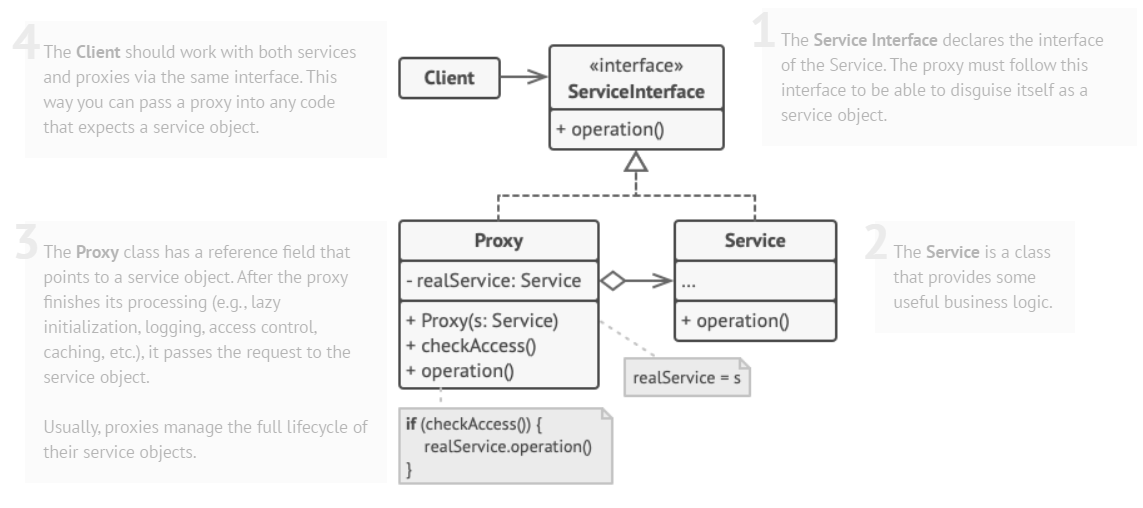 4
The Client should work with both services
and proxies via the same interface. This
way you can pass a proxy into any code
that expects a service object.
Client
«interface»
ServiceInterface
+ operation()
1
The Service Interface declares the interface
of the Service. The proxy must follow this
interface to be able to disguise itself as a
service object.
3
The Proxy class has a reference field that
points to a service object. After the proxy
finishes its processing (e.g., lazy
initialization, logging, access control,
caching, etc.), it passes the request to the
service object.
Usually, proxies manage the full lifecycle of
their service objects.
Proxy
- realService: Service
+ Proxy(s: Service)
+ checkAccess()
+ operation()
Service
...
+ operation()
2
The Service is a class
that provides some
useful business logic.
realService = s
if (checkAccess()) {
realService.operation()
}